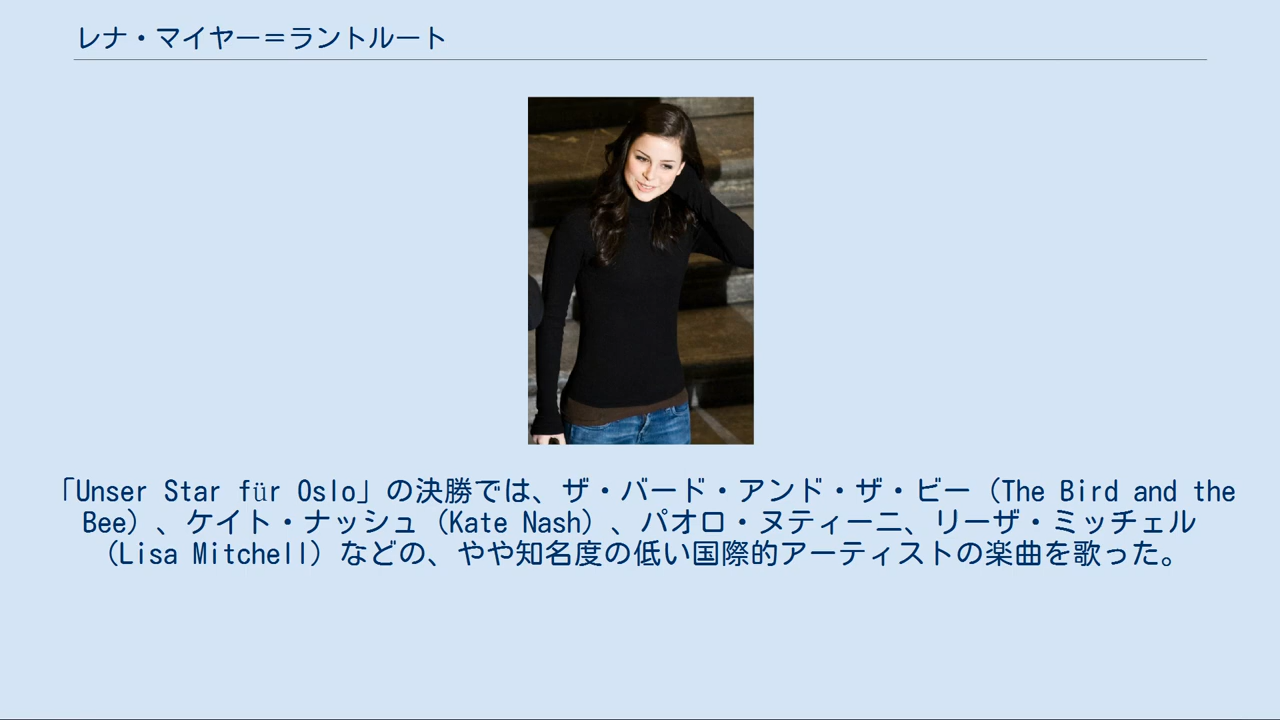 レナ・マイヤー＝ラントルート
「Unser Star für Oslo」の決勝では、ザ・バード・アンド・ザ・ビー（The Bird and the
Bee）、ケイト・ナッシュ（Kate Nash）、パオロ・ヌティーニ、リーザ・ミッチェル
（Lisa Mitchell）などの、やや知名度の低い国際的アーティストの楽曲を歌った。